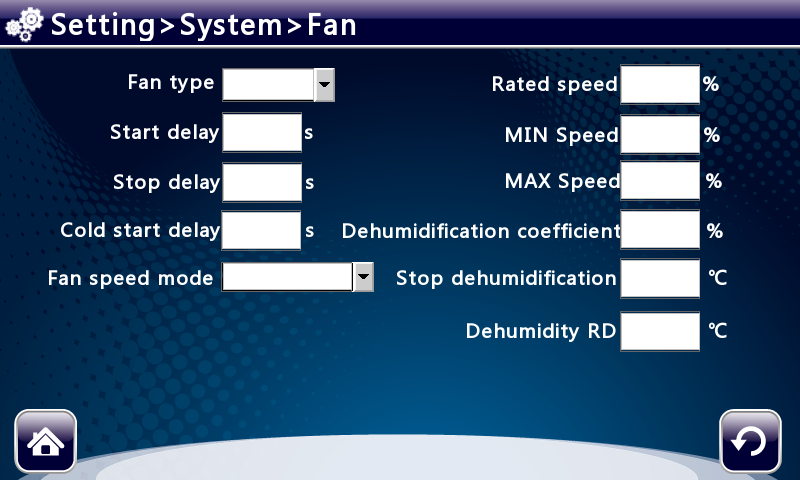 Setting>System>Fan
Fan type
Rated speed %
Start delay s
MIN Speed %
Stop delay s
MAX Speed %
Cold start delay s
Dehumidification coefficient %
Fan speed mode
Stop dehumidification ℃
Dehumidity RD ℃